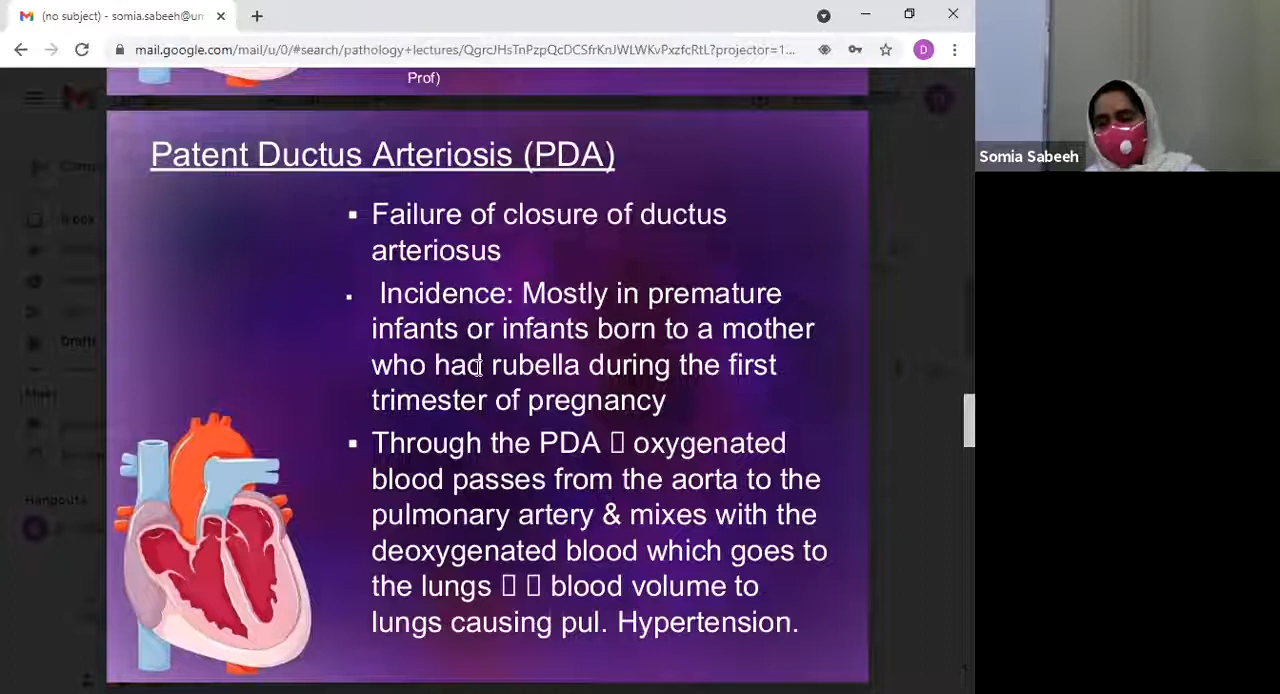 (no subject) - somia.sabeeh@un
mail.google.com/mail/u/0/#search/pathology+lectures/QgrcJHsTnPzpQcDCSfrKnJWLWKvPxzfcRtL?projector=1...
D
Prof)
Patent Ductus Arteriosis (PDA)
▪ Failure of closure of ductus
arteriosus
▪ Incidence: Mostly in premature
infants or infants born to a mother
who had rubella during the first
trimester of pregnancy
▪ Through the PDA 􀀀 oxygenated
blood passes from the aorta to the
pulmonary artery & mixes with the
deoxygenated blood which goes to
the lungs 􀀀 􀀀 blood volume to
lungs causing pul. Hypertension.
Somia Sabeeh
Drafts